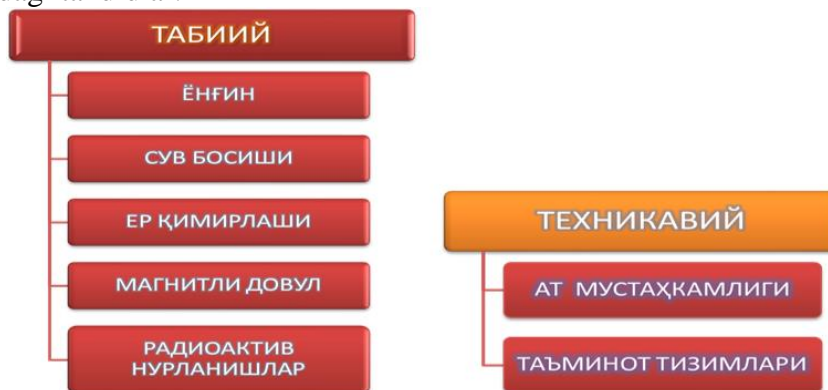 ТАБИИЙ
ЁНҒИН
СУВ БОСИШИ
ЕР ҚИМИРЛАШИ
МАГНИТЛИ ДОВУЛ
РАДИОАКТИВ
НУРЛАНИШЛАР
ТЕХНИКАВИЙ
АТ МУСТАҲКАМЛИГИ
ТАЪМИНОТ ТИЗИМЛАРИ